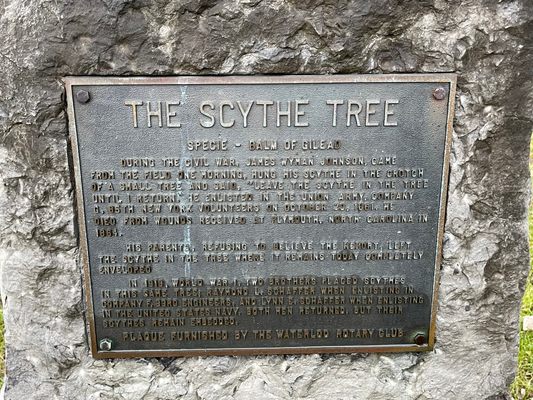 THE SCYTHE TREE
SPECIE - BALM OF GILEAD
DURING THE CIVIL WAR, JAMES WYMAN JOHNSON, CAME
FROM THE FIELD ONE MORNING, HUNG HIS SCYTHE IN THE CROTCH
OF A SMALL TREE AND SAID, "LEAVE THE SCYTHE IN THE TREE
UNTIL I RETURN." HE ENLISTED IN THE UNION ARMY, COMPANY
G, 85TH NEW YORK VOLUNTEERS ON OCTOBER 29, 1861. HE
DIED FROM WOUNDS RECEIVED AT PLYMOUTH, NORTH CAROLINA IN
1864.
HIS PARENTS, REFUSING TO BELIEVE THE REPORT, LEFT
THE SCYTHE IN THE TREE WHERE IT REMAINS TODAY COMPLETELY
ENVELOPED.
IN 1918, WORLD WAR I, TWO BROTHERS PLACED SCYTHES
IN THIS SAME TREE; RAYMOND L. SCHAFFER WHEN ENLISTING IN
COMPANY F, 33RD ENGINEERS, AND LYNN E. SCHAFFER WHEN ENLISTING
IN THE UNITED STATES NAVY. BOTH MEN RETURNED, BUT THEIR
SCYTHES REMAIN EMBEDDED.
PLAQUE FURNISHED BY THE WATERLOO ROTARY CLUB